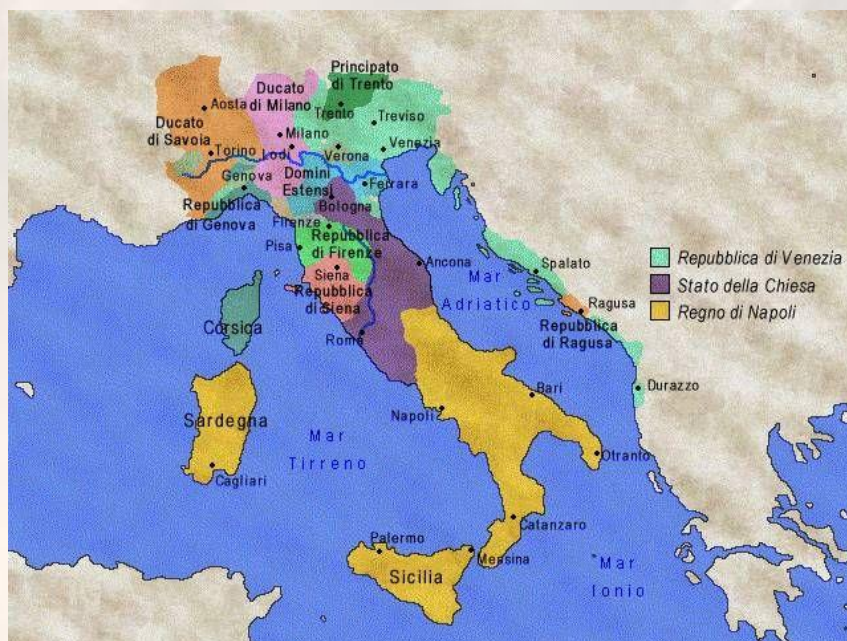 Principato
di Trento
Ducato
di Milano
Aosta
Trento
Treviso
Ducato
di Savoia
Milano
Venezia
Torino
Lodi
Verona
Genova
Domini
Estensi
Ferrara
Repubblica
di Genova
Bologna
Firenze
Pisa
Repubblica
di Firenze
Siena
Ancona
Mar
Adriatico
Spalato
Repubblica
di Siena
Ragusa
Repubblica
di Ragusa
Corsica
Roma
Durazzo
Sardegna
Napoli
Bari
Mar
Tirreno
Otranto
Cagliari
Catanzaro
Palermo
Messina
Sicilia
Mar
Ionio
Repubblica di Venezia
Stato della Chiesa
Regno di Napoli